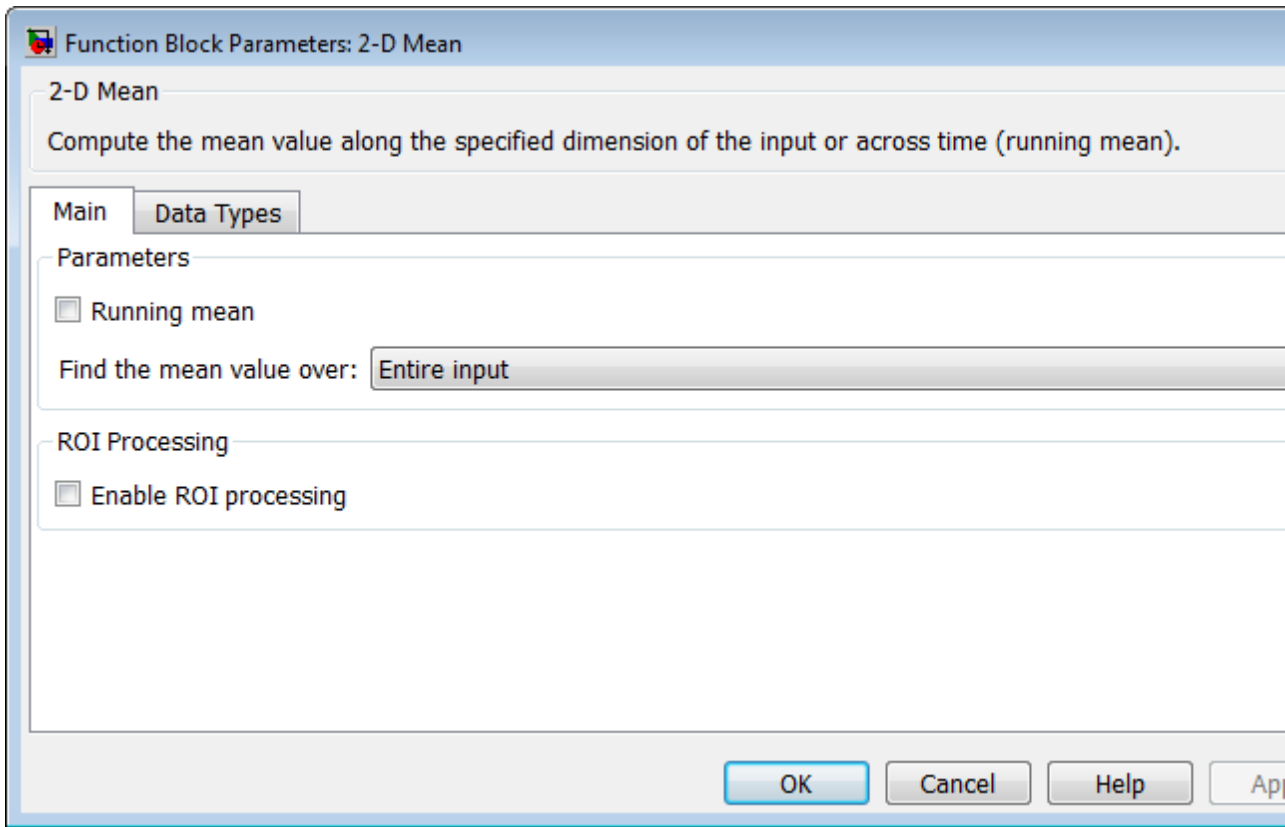 Function Block Parameters: 2-D Mean
2-D Mean
Compute the mean value along the specified dimension of the input or across time (running mean).
Main Data Types
Parameters
Running mean
Find the mean value over: Entire input
ROI Processing
Enable ROI processing
OK Cancel Help